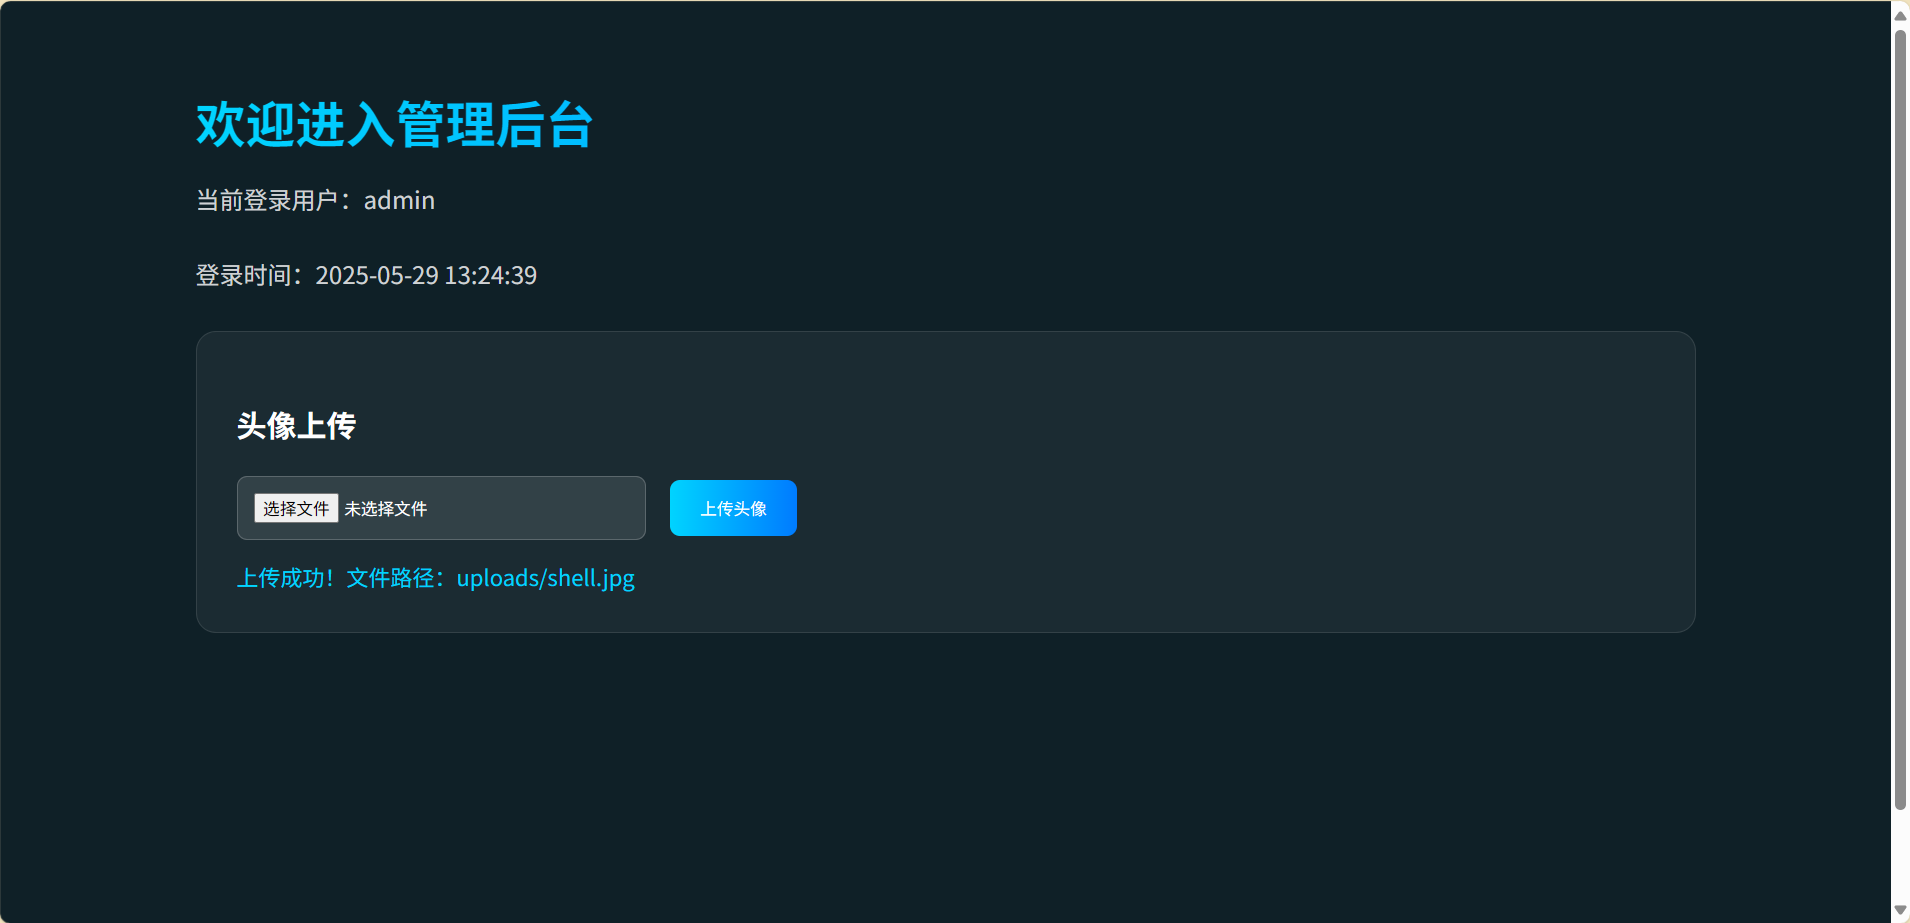 欢迎进入管理后台
当前登录用户：admin
登录时间：2025-05-29 13:24:39
头像上传
选择文件 未选择文件
上传头像
上传成功！文件路径：uploads/shell.jpg